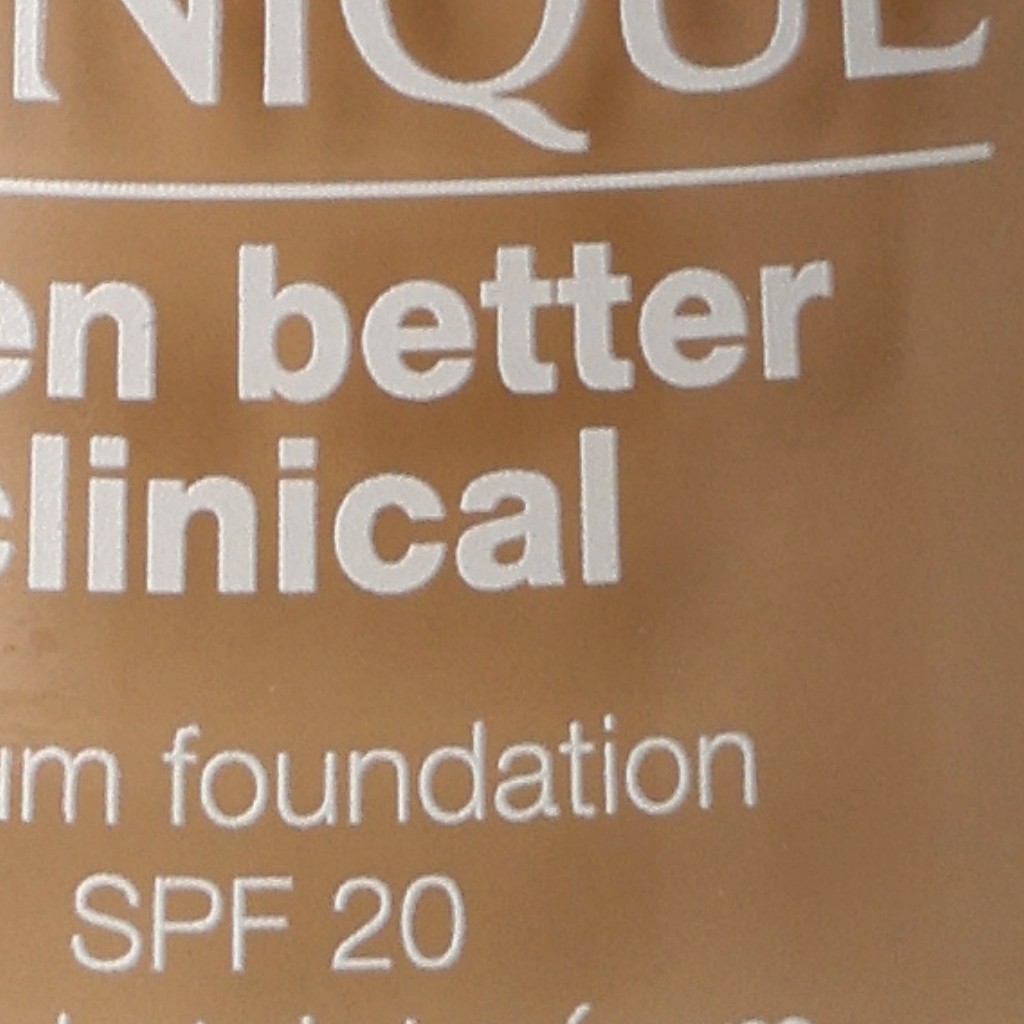 NIQUE
en better
clinical
um foundation
SPF 20